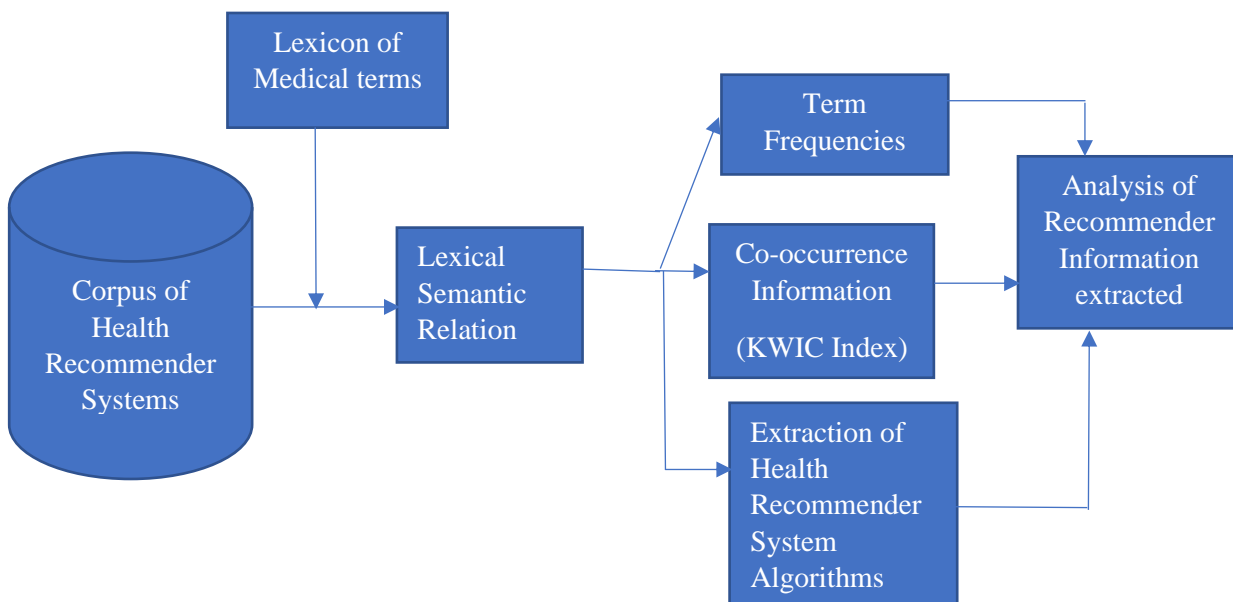 Lexicon of
Medical terms
Corpus of
Health
Recommender
Systems
Lexical
Semantic
Relation
Term
Frequencies
Co-occurrence
Information
(KWIC Index)
Extraction of
Health
Recommender
System
Algorithms
Analysis of
Recommender
Information
extracted